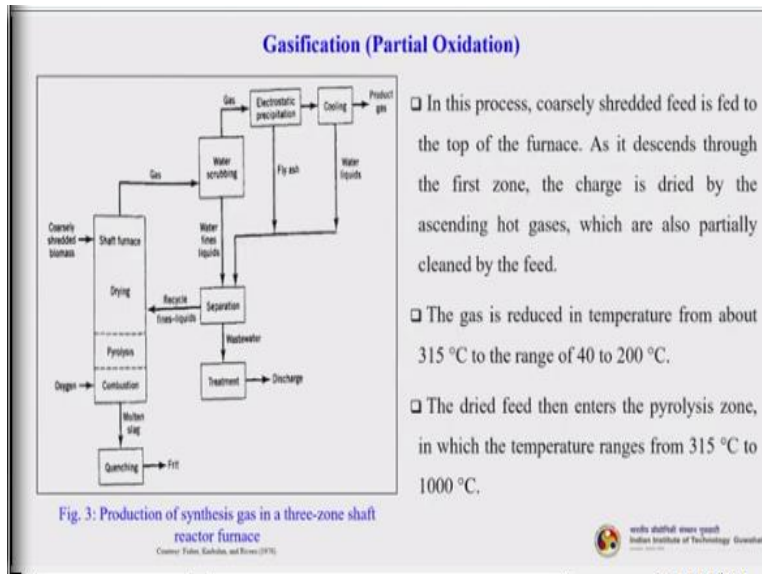 Gasification (Partial Oxidation)
Gas
Electrostatic
precipitation
Cooling
Product
gas
Water
scrubbing
Gas
Fly ash
Water
liquids
Coarsely
shredded
biomass
Shaft furnace
Water
fines
liquids
Drying
Recycle
fines-liquids
Separation
Pyrolysis
Wastewater
Oxygen
Combustion
Treatment
Discharge
Molten
slag
Quenching
Frit
Fig. 3: Production of synthesis gas in a three-zone shaft
reactor furnace
❑ In this process, coarsely shredded feed is fed to
the top of the furnace. As it descends through
the first zone, the charge is dried by the
ascending hot gases, which are also partially
cleaned by the feed.
❑ The gas is reduced in temperature from about
315 °C to the range of 40 to 200 °C.
❑ The dried feed then enters the pyrolysis zone,
in which the temperature ranges from 315 °C to
1000 °C.
Indian Institute of Technology